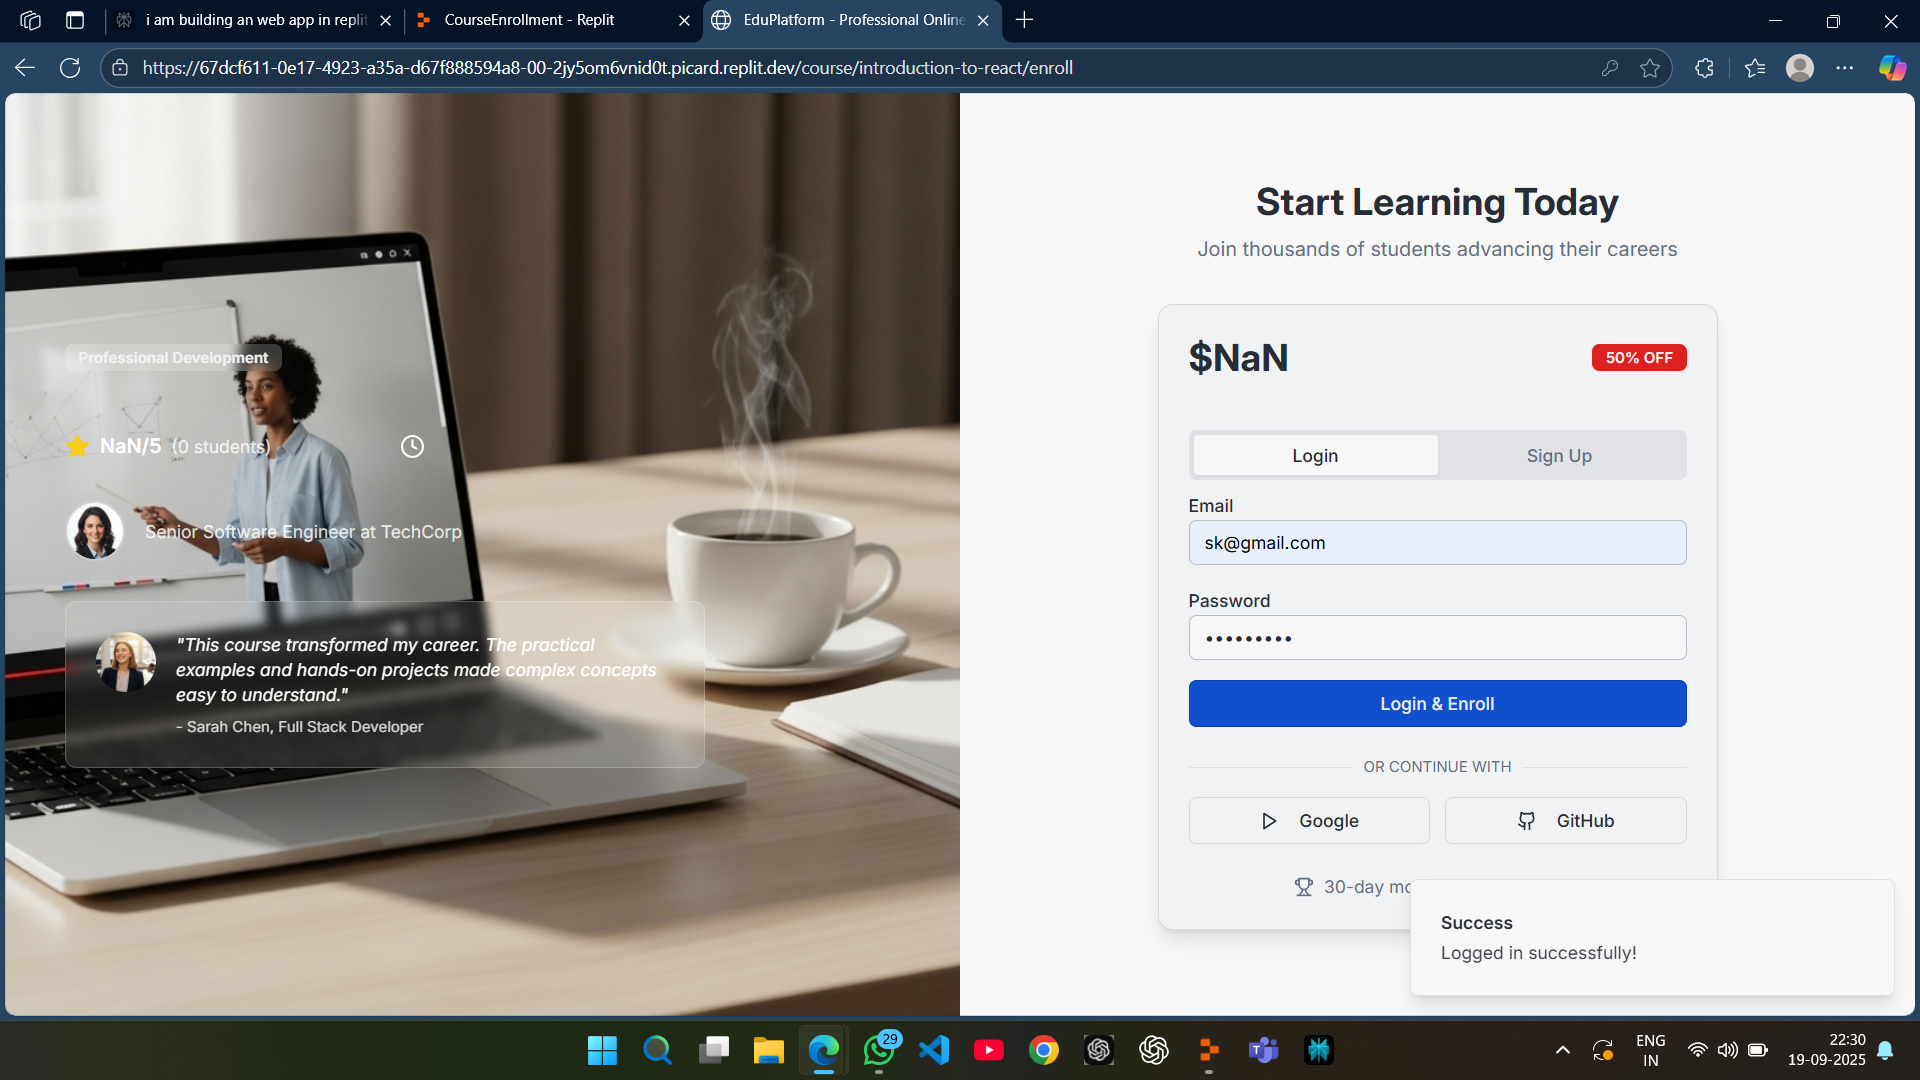 i am building an web app in replit
CourseEnrollment - Replit
EduPlatform - Professional Online
https://67dcf611-0e17-4923-a35a-d67f888594a8-00-2jy5om6vnid0t.picard.replit.dev/course/introduction-to-react/enroll
Professional Development
NaN/5 (0 students)
Senior Software Engineer at TechCorp
"This course transformed my career. The practical
examples and hands-on projects made complex concepts
easy to understand."
- Sarah Chen, Full Stack Developer
Start Learning Today
Join thousands of students advancing their careers
$NaN
50% OFF
Login
Sign Up
Email
sk@gmail.com
Password
•••••••••
Login & Enroll
OR CONTINUE WITH
Google
GitHub
30-day mo
Success
Logged in successfully!
29
ENG
IN
22:30
19-09-2025